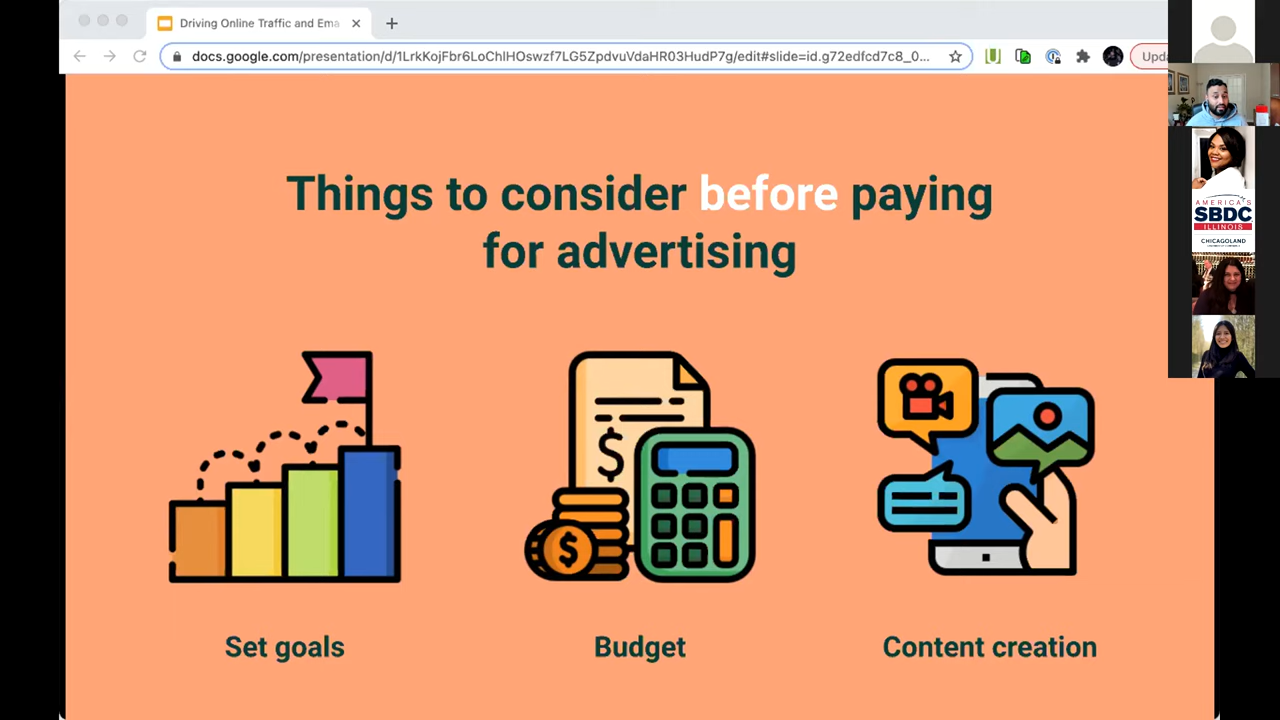 Driving Online Traffic and Ema
docs.google.com/presentation/d/1LrkKojFbr6LoChlHOswzf7LG5ZpdvuVdaHR03HudP7g/edit#slide=id.g72edfcd7c8_0...
Upd
Things to consider before paying
for advertising
$
$
Set goals
Budget
Content creation
AMERICA'S
SBDC
ILLINOIS
CHICAGOLAND